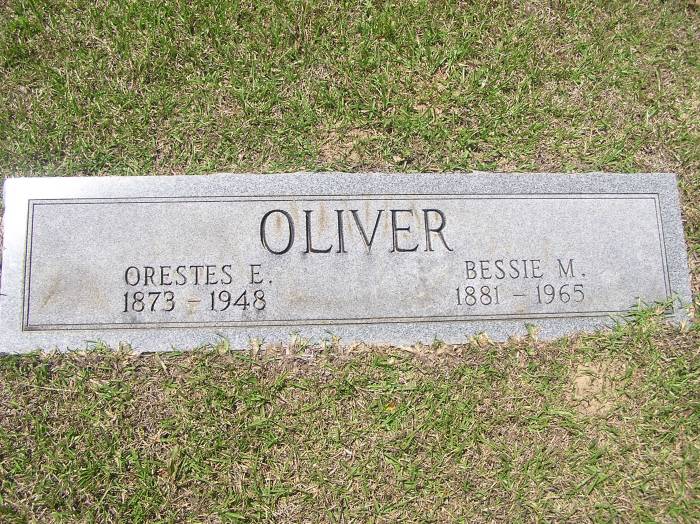 OLIVER
ORESTES E.
1873 - 1948
BESSIE M.
1881 - 1965